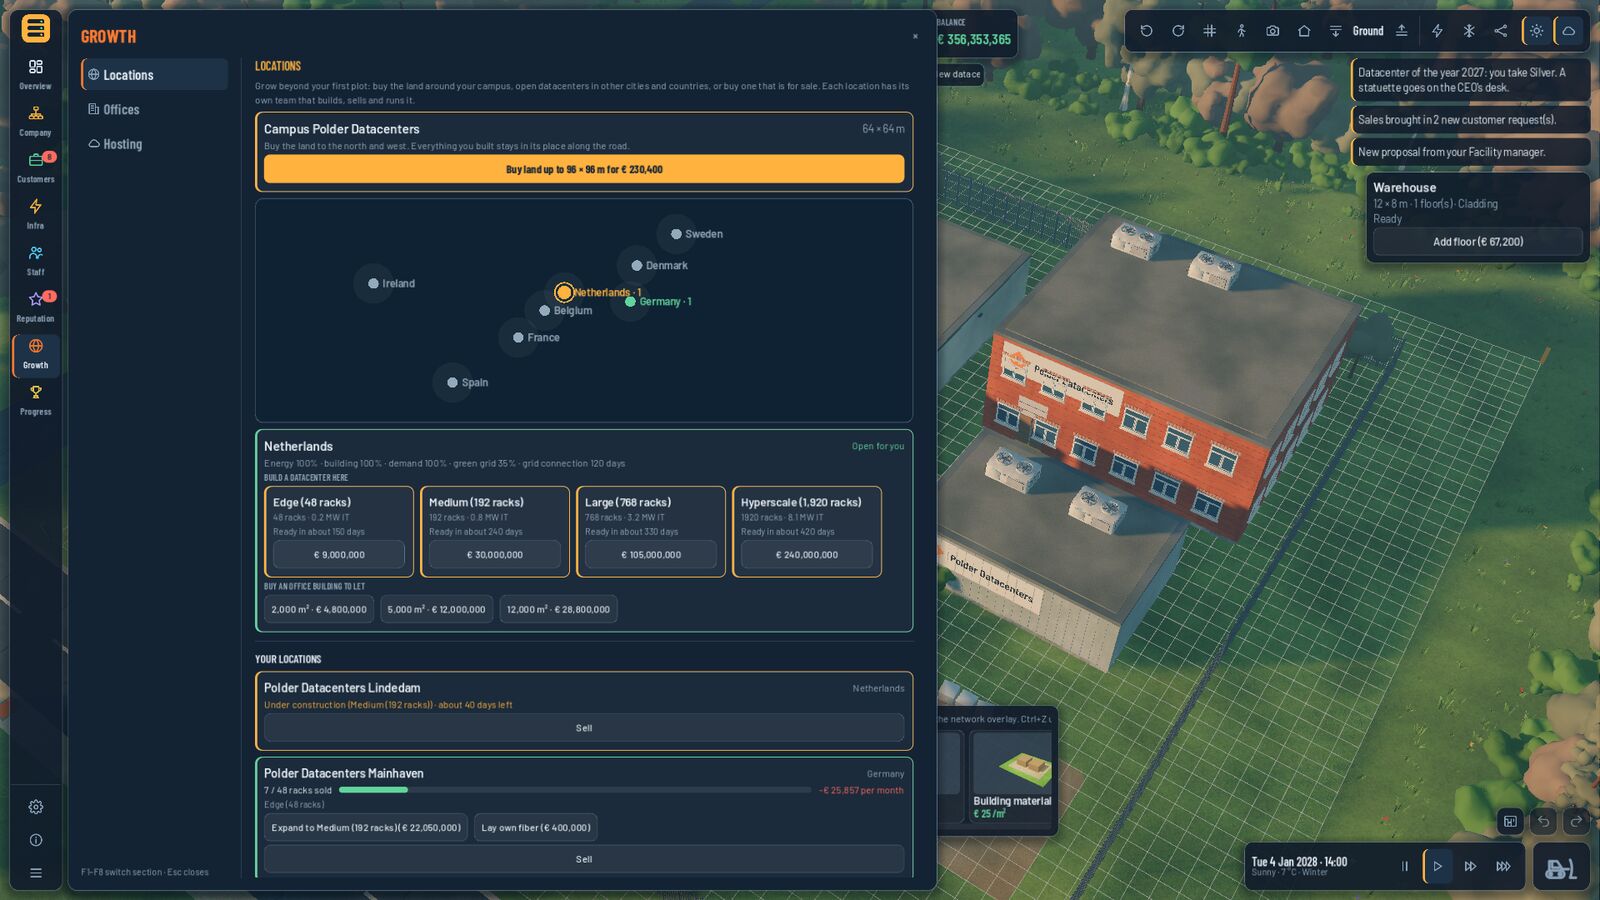 GROWTH
×
Overview
Company
8
Customers
Infra
Staff
1
Reputation
Growth
Progress
Locations
Offices
Hosting
F1-F8 switch section · Esc closes
LOCATIONS
Grow beyond your first plot: buy the land around your campus, open datacenters in other cities and countries, or buy one that is for sale. Each location has its
own team that builds, sells and runs it.
Campus Polder Datacenters
64 × 64 m
Buy the land to the north and west. Everything you built stays in its place along the road.
Buy land up to 96 × 96 m for € 230,400
Sweden
Denmark
Ireland
Netherlands · 1
Germany · 1
Belgium
France
Spain
Netherlands
Open for you
Energy 100% · building 100% · demand 100% · green grid 35% · grid connection 120 days
BUILD A DATACENTER HERE
Edge (48 racks)
48 racks · 0.2 MW IT
Ready in about 150 days
€ 9,000,000
Medium (192 racks)
192 racks · 0.8 MW IT
Ready in about 240 days
€ 30,000,000
Large (768 racks)
768 racks · 3.2 MW IT
Ready in about 330 days
€ 105,000,000
Hyperscale (1,920 racks)
1920 racks · 8.1 MW IT
Ready in about 420 days
€ 240,000,000
BUY AN OFFICE BUILDING TO LET
2,000 m² · € 4,800,000
5,000 m² · € 12,000,000
12,000 m² · € 28,800,000
YOUR LOCATIONS
Polder Datacenters Lindedam
Netherlands
Under construction (Medium (192 racks)) · about 40 days left
Sell
Polder Datacenters Mainhaven
Germany
7 / 48 racks sold
-€ 25,857 per month
Edge (48 racks)
Expand to Medium (192 racks) (€ 22,050,000)
Lay own fiber (€ 400,000)
Sell
BALANCE
€ 356,353,365
ew datace
Ground
Datacenter of the year 2027: you take Silver. A
statuette goes on the CEO's desk.
Sales brought in 2 new customer request(s).
New proposal from your Facility manager.
Warehouse
12 × 8 m · 1 floor(s) · Cladding
Ready
Add floor (€ 67,200)
Polder Datacenters
Polder Datacenters
he network overlay. Ctrl+Z u
Building material
€ 25 /m²
Tue 4 Jan 2028 · 14:00
Sunny · 7 °C · Winter